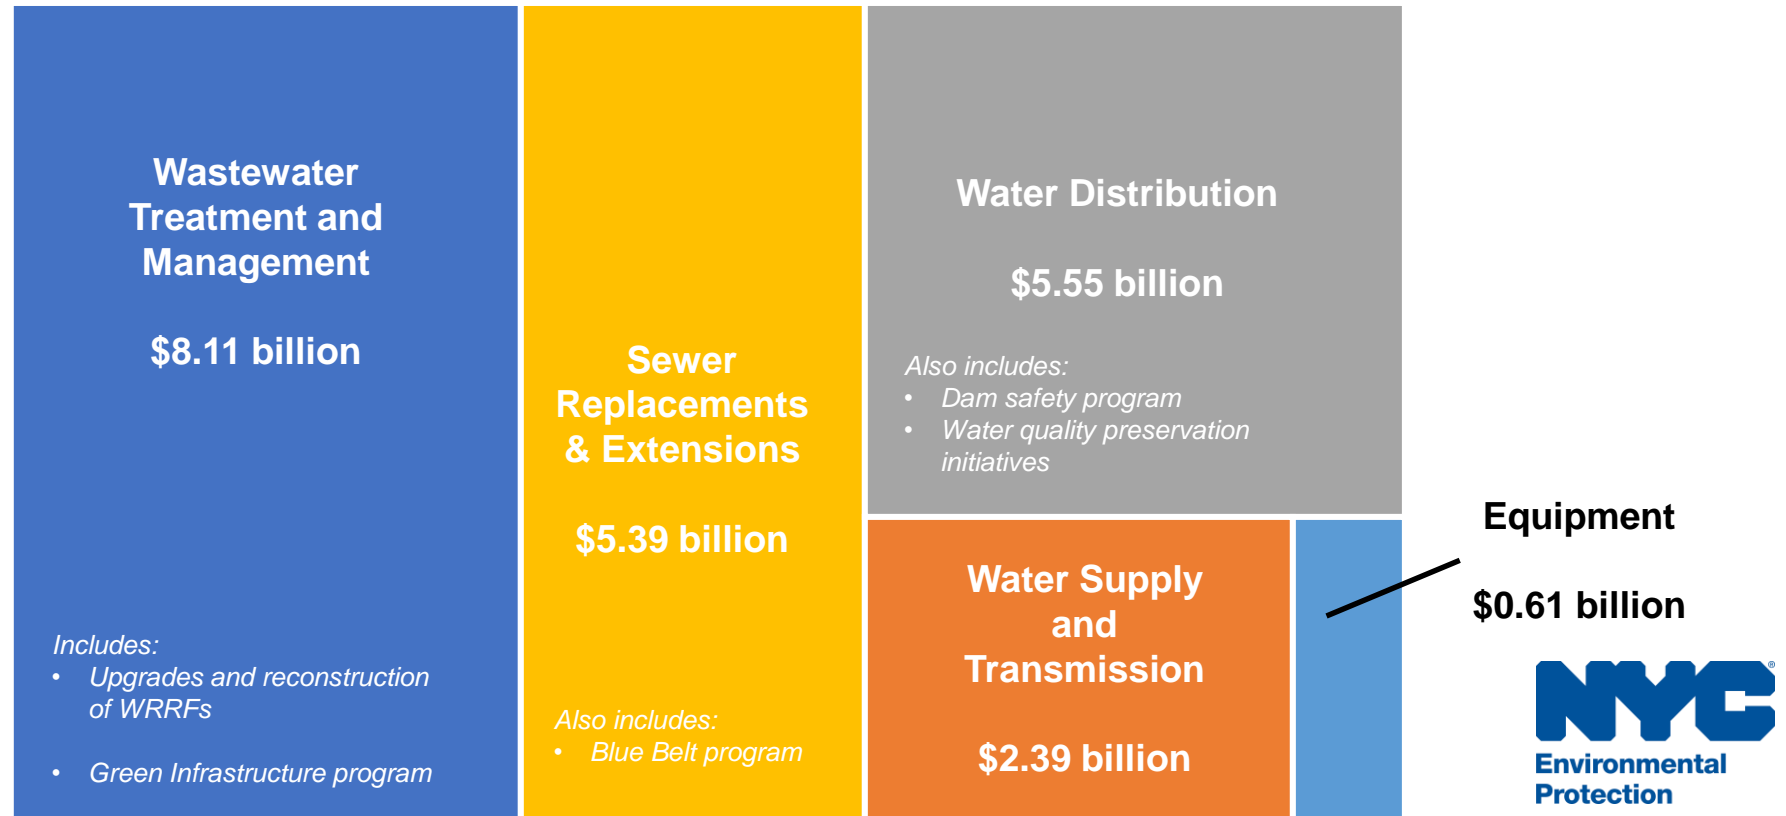 Wastewater
Treatment and
Management
$8.11 billion
Includes:
• Upgrades and reconstruction
of WRRFs
• Green Infrastructure program
Sewer
Replacements
& Extensions
$5.39 billion
Also includes:
• Blue Belt program
Water Distribution
$5.55 billion
Also includes:
• Dam safety program
• Water quality preservation
initiatives
Water Supply
and
Transmission
$2.39 billion
Equipment
$0.61 billion
NYC®
Environmental
Protection